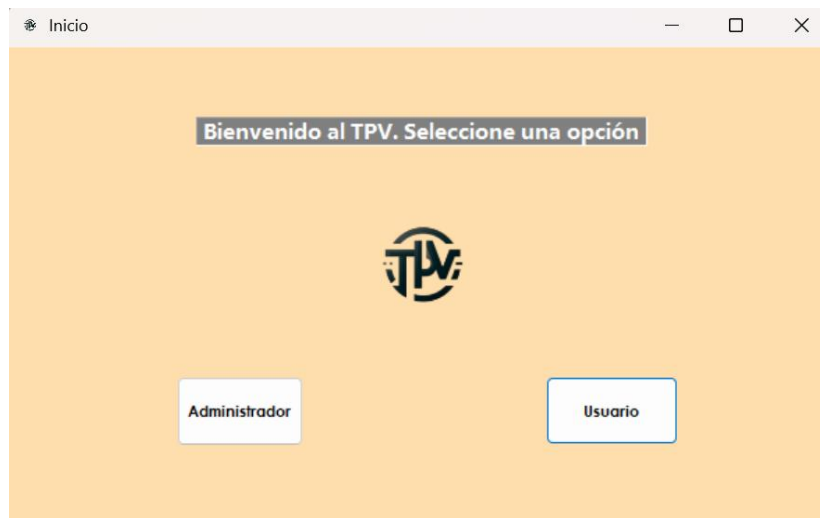 Inicio
Bienvenido al TPV. Seleccione una opción
TPV
Administrador
Usuario